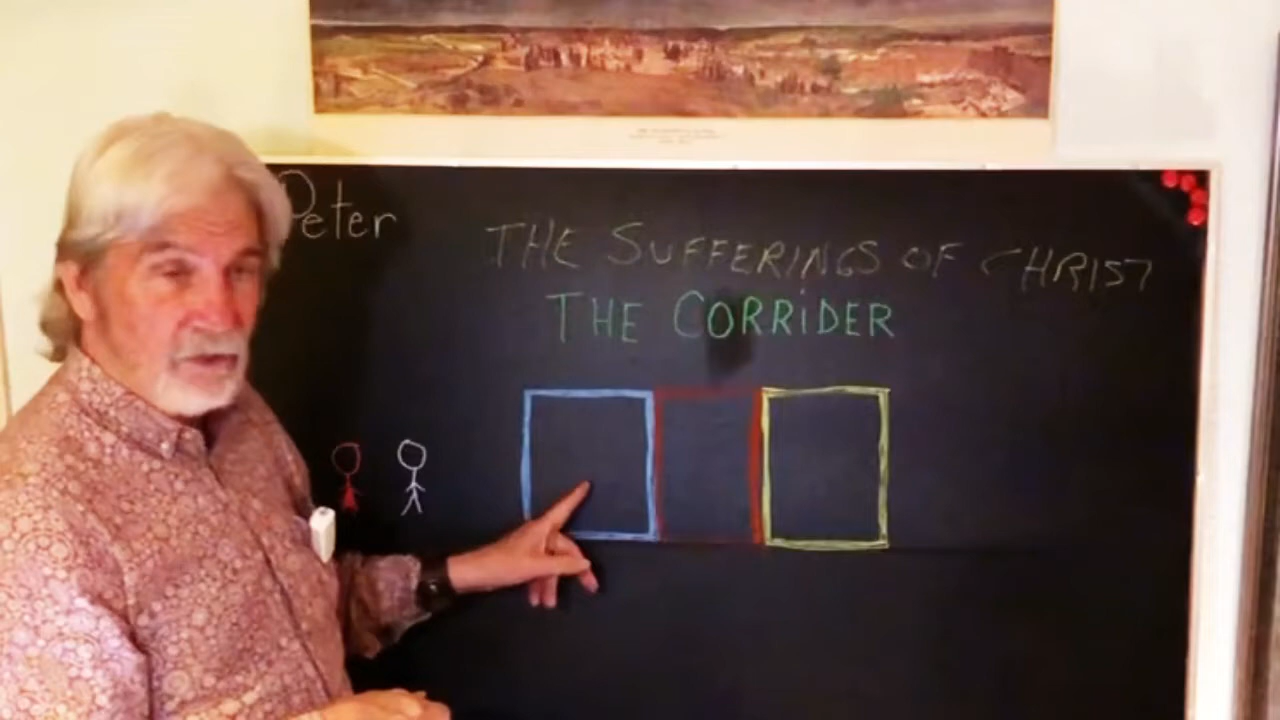 Peter
THE SUFFERINGS OF CHRIST
THE CORRIDER